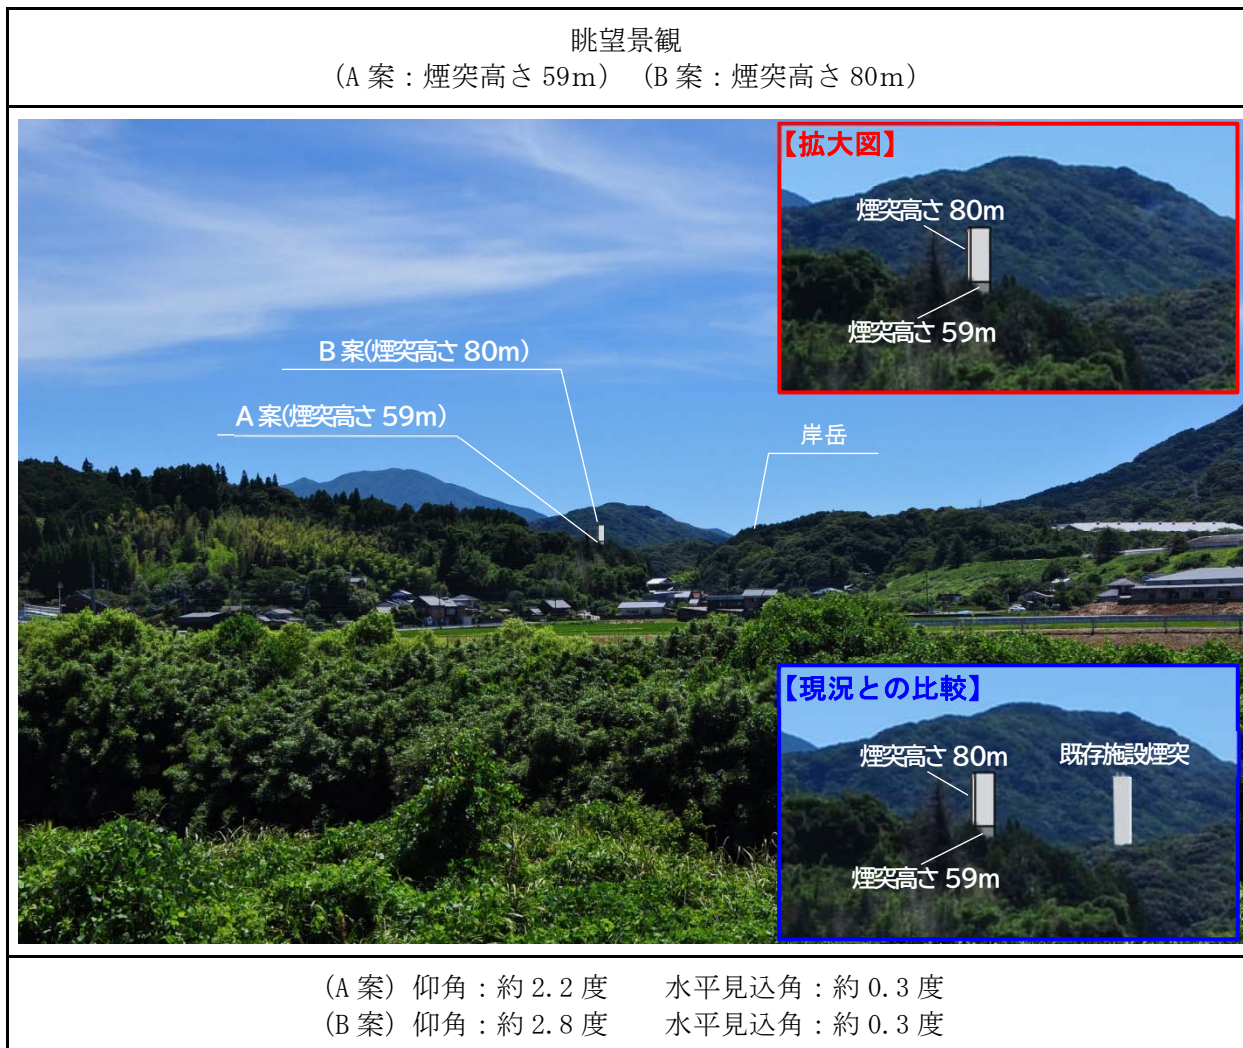 眺望景観
（A 案：煙突高さ 59m）　（B 案：煙突高さ 80m）
【拡大図】
煙突高さ 80m
煙突高さ 59m
B 案(煙突高さ 80m)
A 案(煙突高さ 59m)
岸岳
【現況との比較】
煙突高さ 80m
既存施設煙突
煙突高さ 59m
（A 案）仰角：約 2.2 度　　水平見込角：約 0.3 度
（B 案）仰角：約 2.8 度　　水平見込角：約 0.3 度